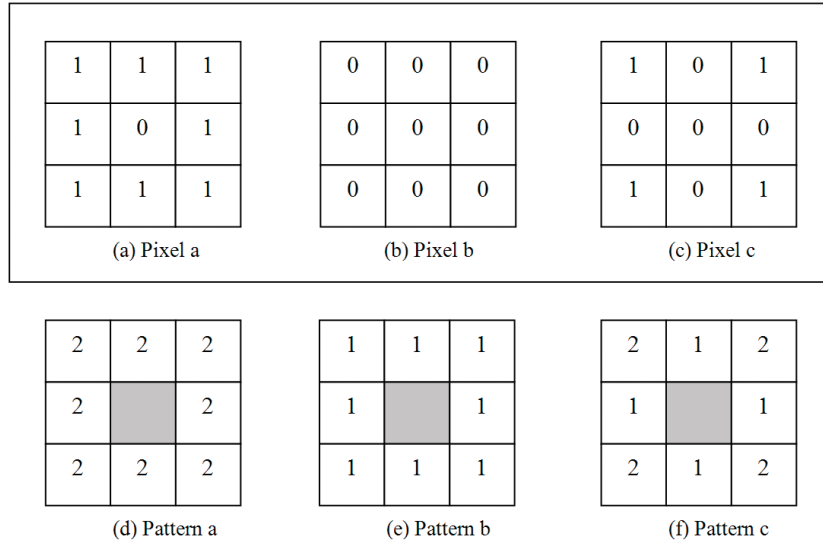 1 1 1 0 0 0 1 0 1
1 0 1 0 0 0 0 0 0
1 1 1 0 0 0 1 0 1
(a) Pixel a (b) Pixel b (c) Pixel c
2 2 2 1 1 1 2 1 2
2 2 1 1 1 1
2 2 2 1 1 1 2 1 2
(d) Pattern a (e) Pattern b (f) Pattern c